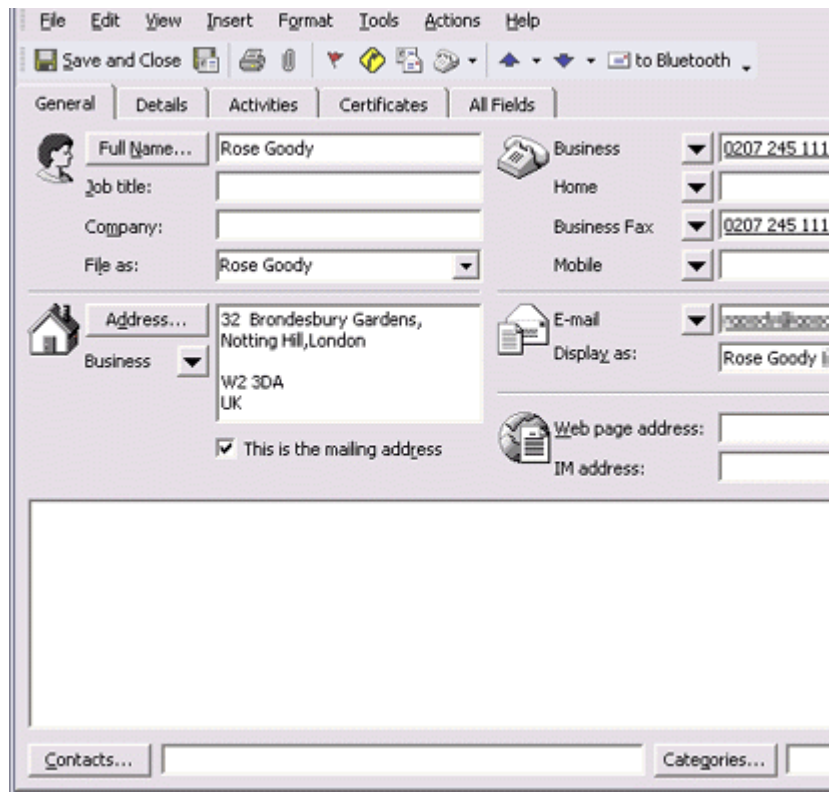 File Edit View Insert Format Tools Actions Help
Save and Close to Bluetooth
General Details Activities Certificates All Fields
Full Name... Rose Goody
Job title:
Company:
File as: Rose Goody
Business 0207 245 111
Home
Business Fax 0207 245 111
Mobile
Address...
Business
32 Brondesbury Gardens,
Notting Hill,London
W2 3DA
UK
This is the mailing address
E-mail
Display as: Rose Goody
Web page address:
IM address:
Contacts... Categories...